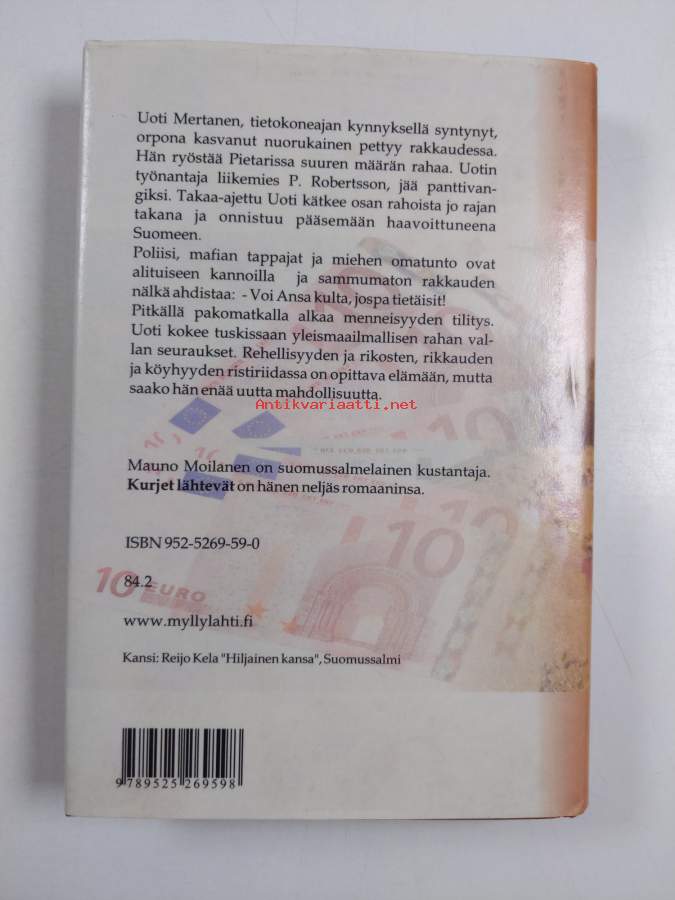 Uoti Mertanen, tietokoneajan kynnyksellä syntynyt,
orpona kasvanut nuorukainen pettyy rakkaudessa.
Hän ryöstää Pietarissa suuren määrän rahaa. Uotin
työnantaja liikemies P. Robertsson, jää panttivan-
giksi. Takaa-ajettu Uoti kätkee osan rahoista jo rajan
takana ja onnistuu pääsemään haavoittuneena
Suomeen.
Poliisi, mafian tappajat ja miehen omatunto ovat
alituiseen kannoilla ja sammumaton rakkauden
nälkä ahdistaa: - Voi Ansa kulta, jospa tietäisit!
Pitkällä pakomatkalla alkaa menneisyyden tilitys.
Uoti kokee tuskissaan yleismaailmallisen rahan val-
lan seuraukset. Rehellisyyden ja rikosten, rikkauden
ja köyhyyden ristiriidassa on opittava elämään, mutta
saako hän enää uutta mahdollisuutta.
Antikvariaatti.net
10
Mauno Moilanen on suomussalmelainen kustantaja.
Kurjet lähtevät on hänen neljäs romaaninsa.
10
ISBN 952-5269-59-0
10
10 EURO
84.2
www.myllylahti.fi
Kansi: Reijo Kela "Hiljainen kansa", Suomussalmi
9 789525 269598